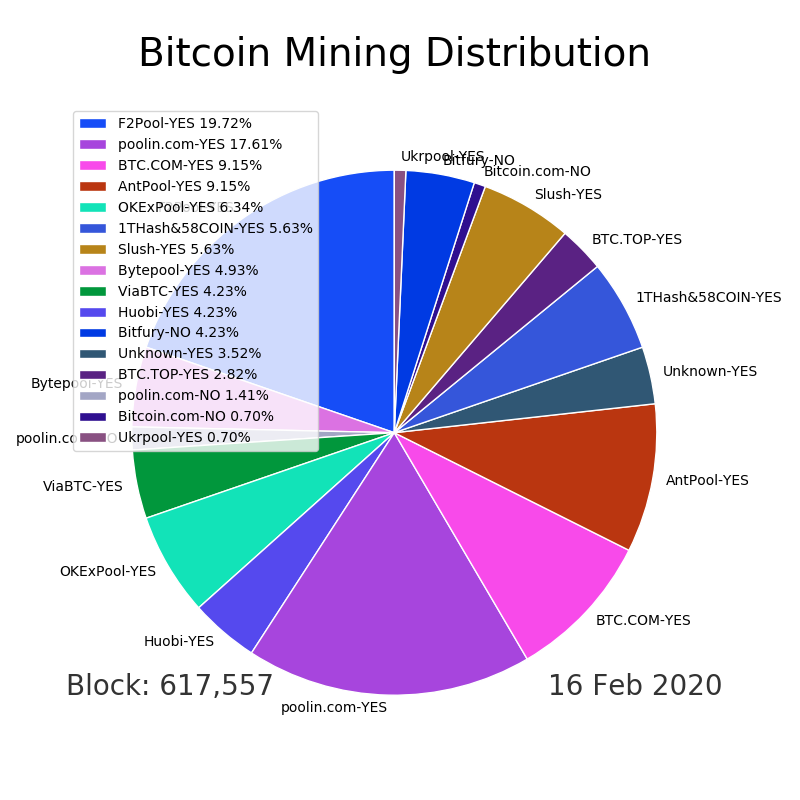 Bitcoin Mining Distribution
F2Pool-YES 19.72%
poolin.com-YES 17.61%
BTC.COM-YES 9.15%
AntPool-YES 9.15%
OKExPool-YES 6.34%
1THash&58COIN-YES 5.63%
Slush-YES 5.63%
Bytepool-YES 4.93%
ViaBTC-YES 4.23%
Huobi-YES 4.23%
Bitfury-NO 4.23%
Unknown-YES 3.52%
BTC.TOP-YES 2.82%
poolin.com-NO 1.41%
Bitcoin.com-NO 0.70%
Ukrpool-YES 0.70%
Ukrpool-YES
Bitfury-NO
Bitcoin.com-NO
Slush-YES
BTC.TOP-YES
1THash&58COIN-YES
Unknown-YES
AntPool-YES
BTC.COM-YES
poolin.com-YES
Huobi-YES
OKExPool-YES
ViaBTC-YES
poolin.com-NO
Bytepool-YES
Block: 617,557
16 Feb 2020